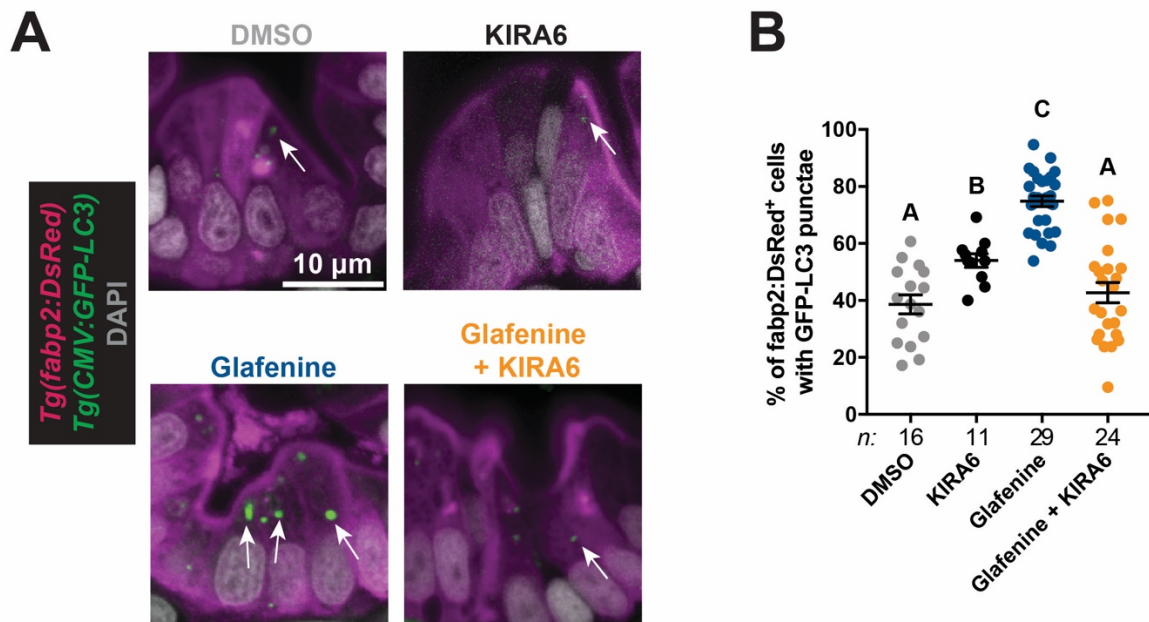 A
DMSO
KIRA6
Tg(fabp2:DsRed)
Tg(CMV:GFP-LC3)
DAPI
10 µm
Glafenine
Glafenine
+ KIRA6
B
% of fabp2:DsRed⁺ cells
with GFP-LC3 punctae
100
80
60
40
20
0
A
B
C
A
n: 16 11 29 24
DMSO
KIRA6
Glafenine
Glafenine + KIRA6